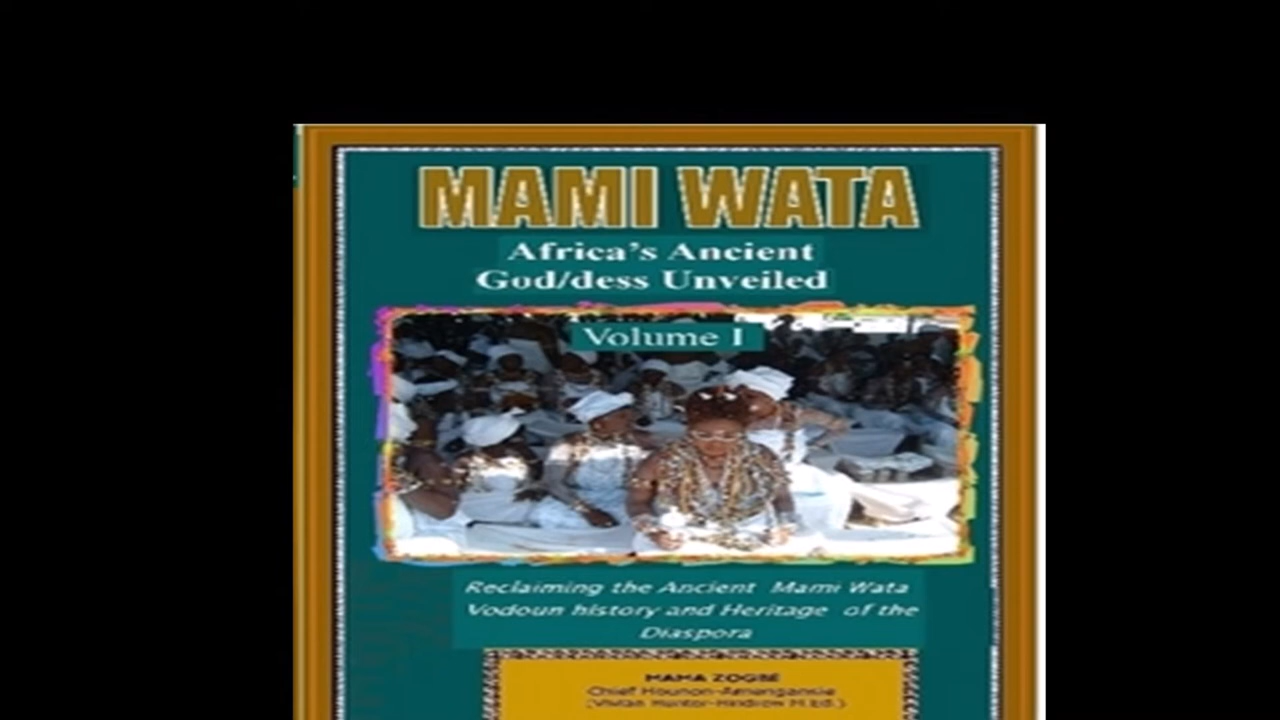 MAMI WATA
Africa's Ancient
God/dess Unveiled
Volume I
Reclaiming the Ancient Mami Wata
Vodoun history and Heritage of the
Diaspora
MAMA ZOGBÉ
Chief Hounon-Amengansie
(Vivian Hunter-Hindrew M.Ed.)